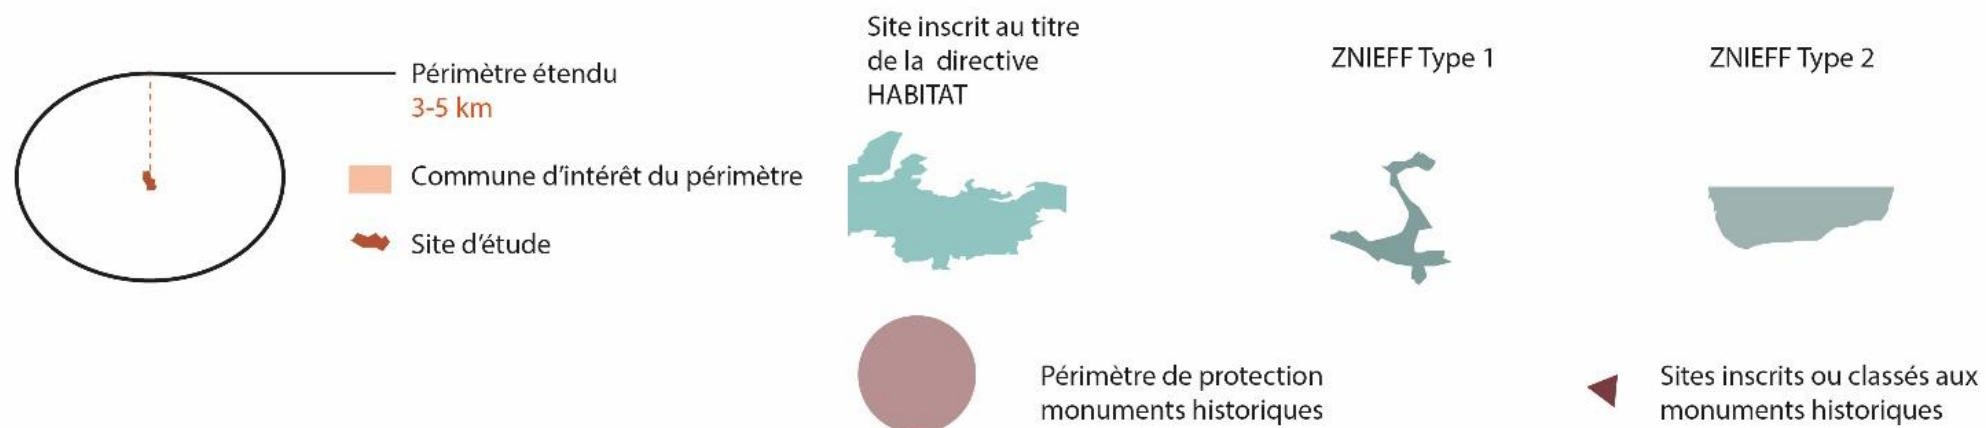 Périmètre étendu
3-5 km
Commune d'intérêt du périmètre
Site d'étude
Site inscrit au titre
de la directive
HABITAT
ZNIEFF Type 1
ZNIEFF Type 2
Périmètre de protection
monuments historiques
Sites inscrits ou classés aux
monuments historiques